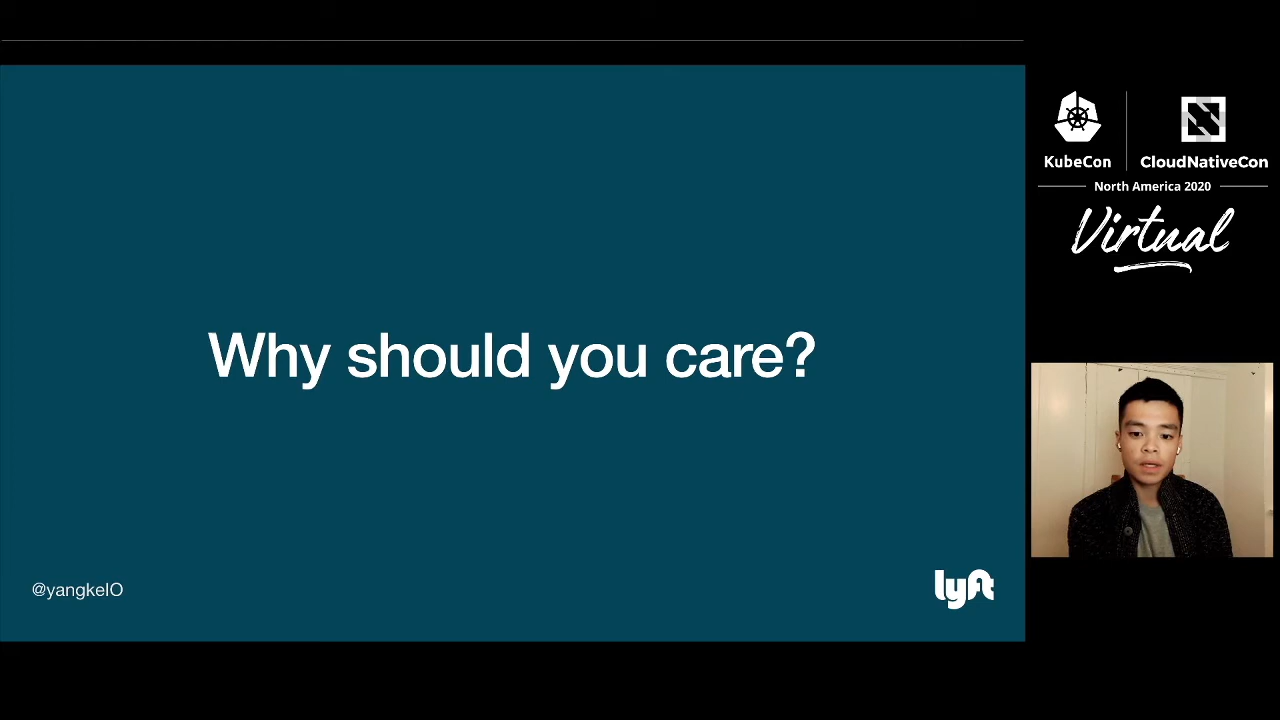 Why should you care?
@yangkeIO
lyft
KubeCon
CloudNativeCon
North America 2020
Virtual